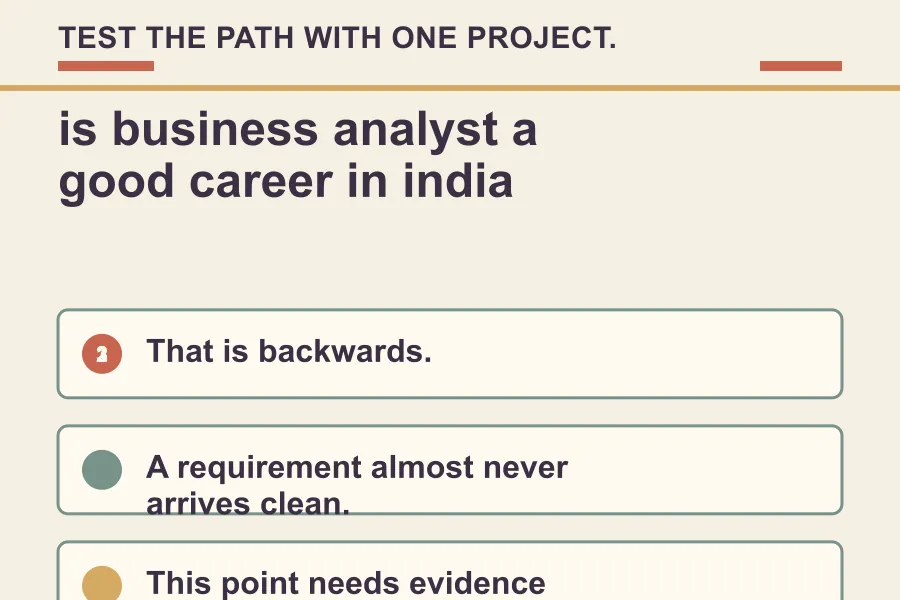 TEST THE PATH WITH ONE PROJECT.
is business analyst a
good career in india
That is backwards.
A requirement almost never
arrives clean.
This point needs evidence